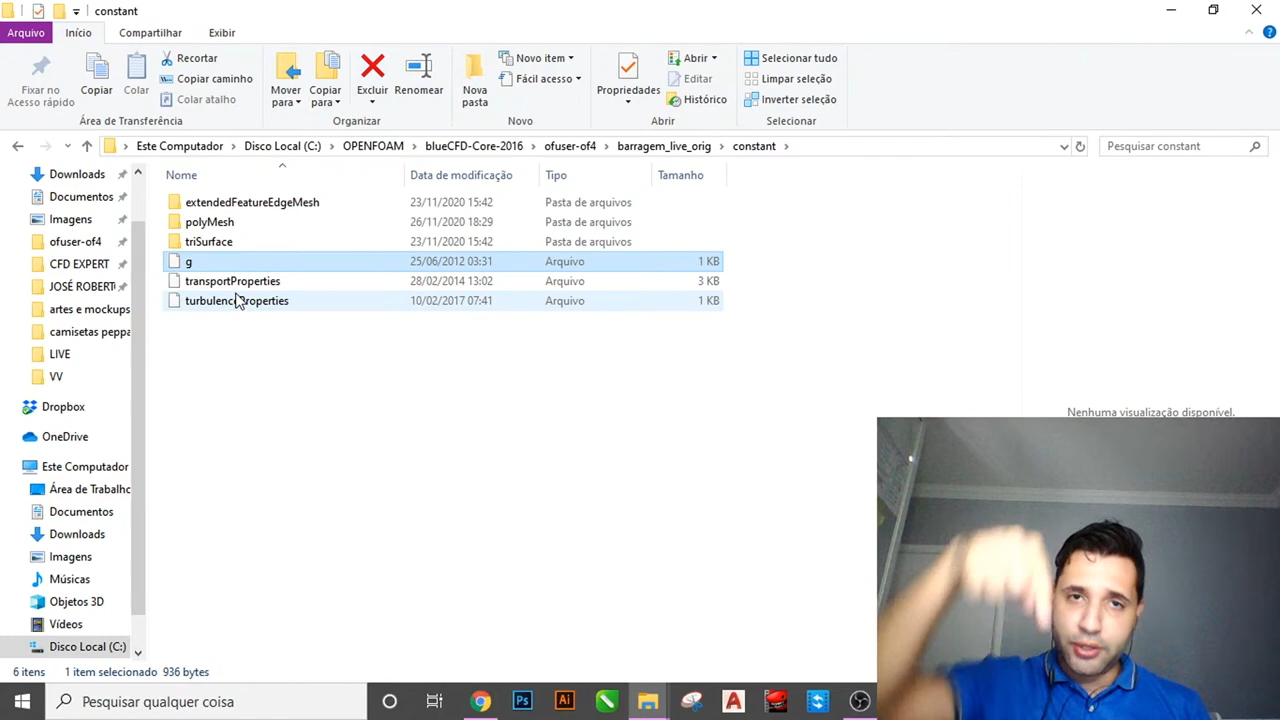 constant
Arquivo Início Compartilhar Exibir
Fixar no Acesso rápido
Copiar
Colar
Recortar
Copiar caminho
Colar atalho
Área de Transferência
Mover para
Copiar para
Excluir
Renomear
Organizar
Nova pasta
Novo item
Fácil acesso
Novo
Propriedades
Abrir
Editar
Histórico
Abrir
Selecionar tudo
Limpar seleção
Inverter seleção
Selecionar
Este Computador > Disco Local (C:) > OPENFOAM > blueCFD-Core-2016 > ofuser-of4 > barragem_live_orig > constant >
Pesquisar constant
Downloads
Documentos
Imagens
ofuser-of4
CFD EXPERT
JOSÉ ROBERT
artes e mockups
camisetas peppa
LIVE
VV
Dropbox
OneDrive
Este Computador
Área de Trabalho
Documentos
Downloads
Imagens
Músicas
Objetos 3D
Vídeos
Disco Local (C:)
Nome Data de modificação Tipo Tamanho
extendedFeatureEdgeMesh 23/11/2020 15:42 Pasta de arquivos
polyMesh 26/11/2020 18:29 Pasta de arquivos
triSurface 23/11/2020 15:42 Pasta de arquivos
g 25/06/2012 03:31 Arquivo 1 KB
transportProperties 28/02/2014 13:02 Arquivo 3 KB
turbulenceProperties 10/02/2017 07:41 Arquivo 1 KB
Nenhuma visualização disponível.
6 itens 1 item selecionado 936 bytes
Pesquisar qualquer coisa
Ps
Ai
A